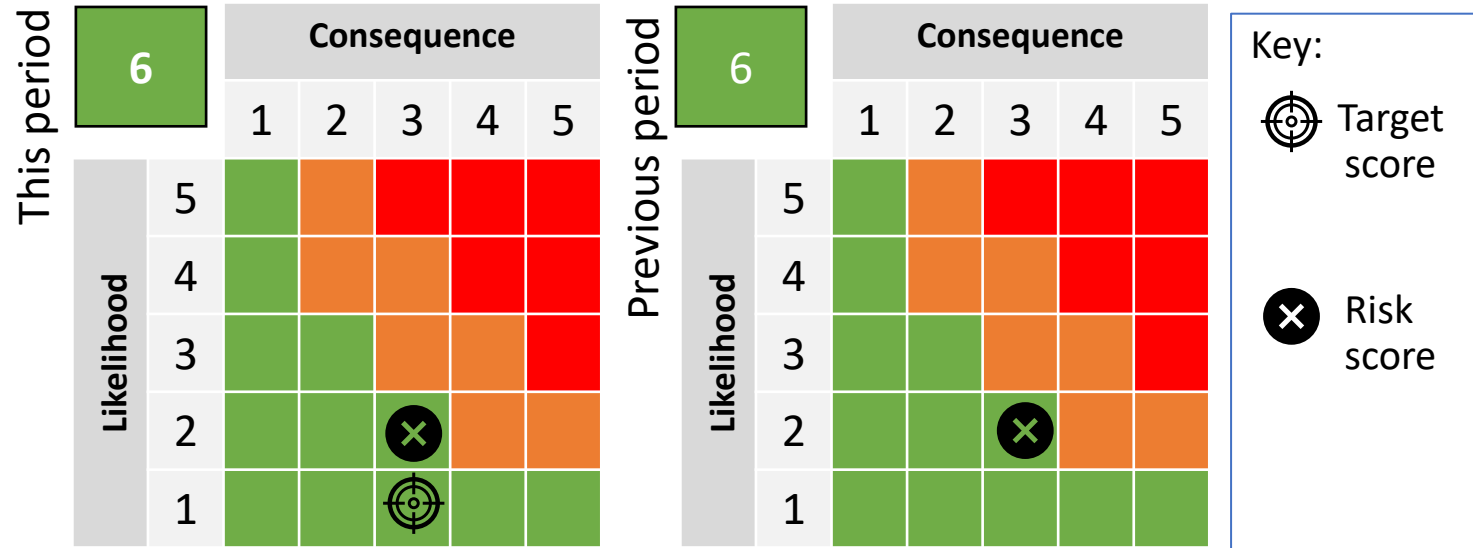 This period
6
Consequence
1 2 3 4 5
Likelihood
5
4
3
2
1
Previous period
6
Consequence
1 2 3 4 5
Likelihood
5
4
3
2
1
Key:
Target
score
Risk
score